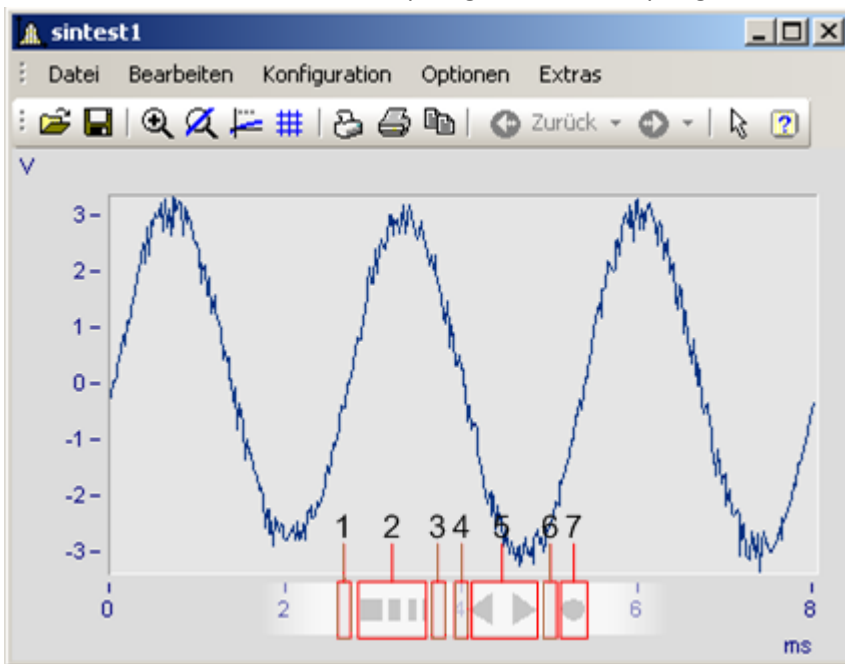 sintest1
Datei Bearbeiten Konfiguration Optionen Extras
Zurück
V
3
2
1
0
-1
-2
-3
1 2 3 4 5 6 7
0 2 4 6 8
ms